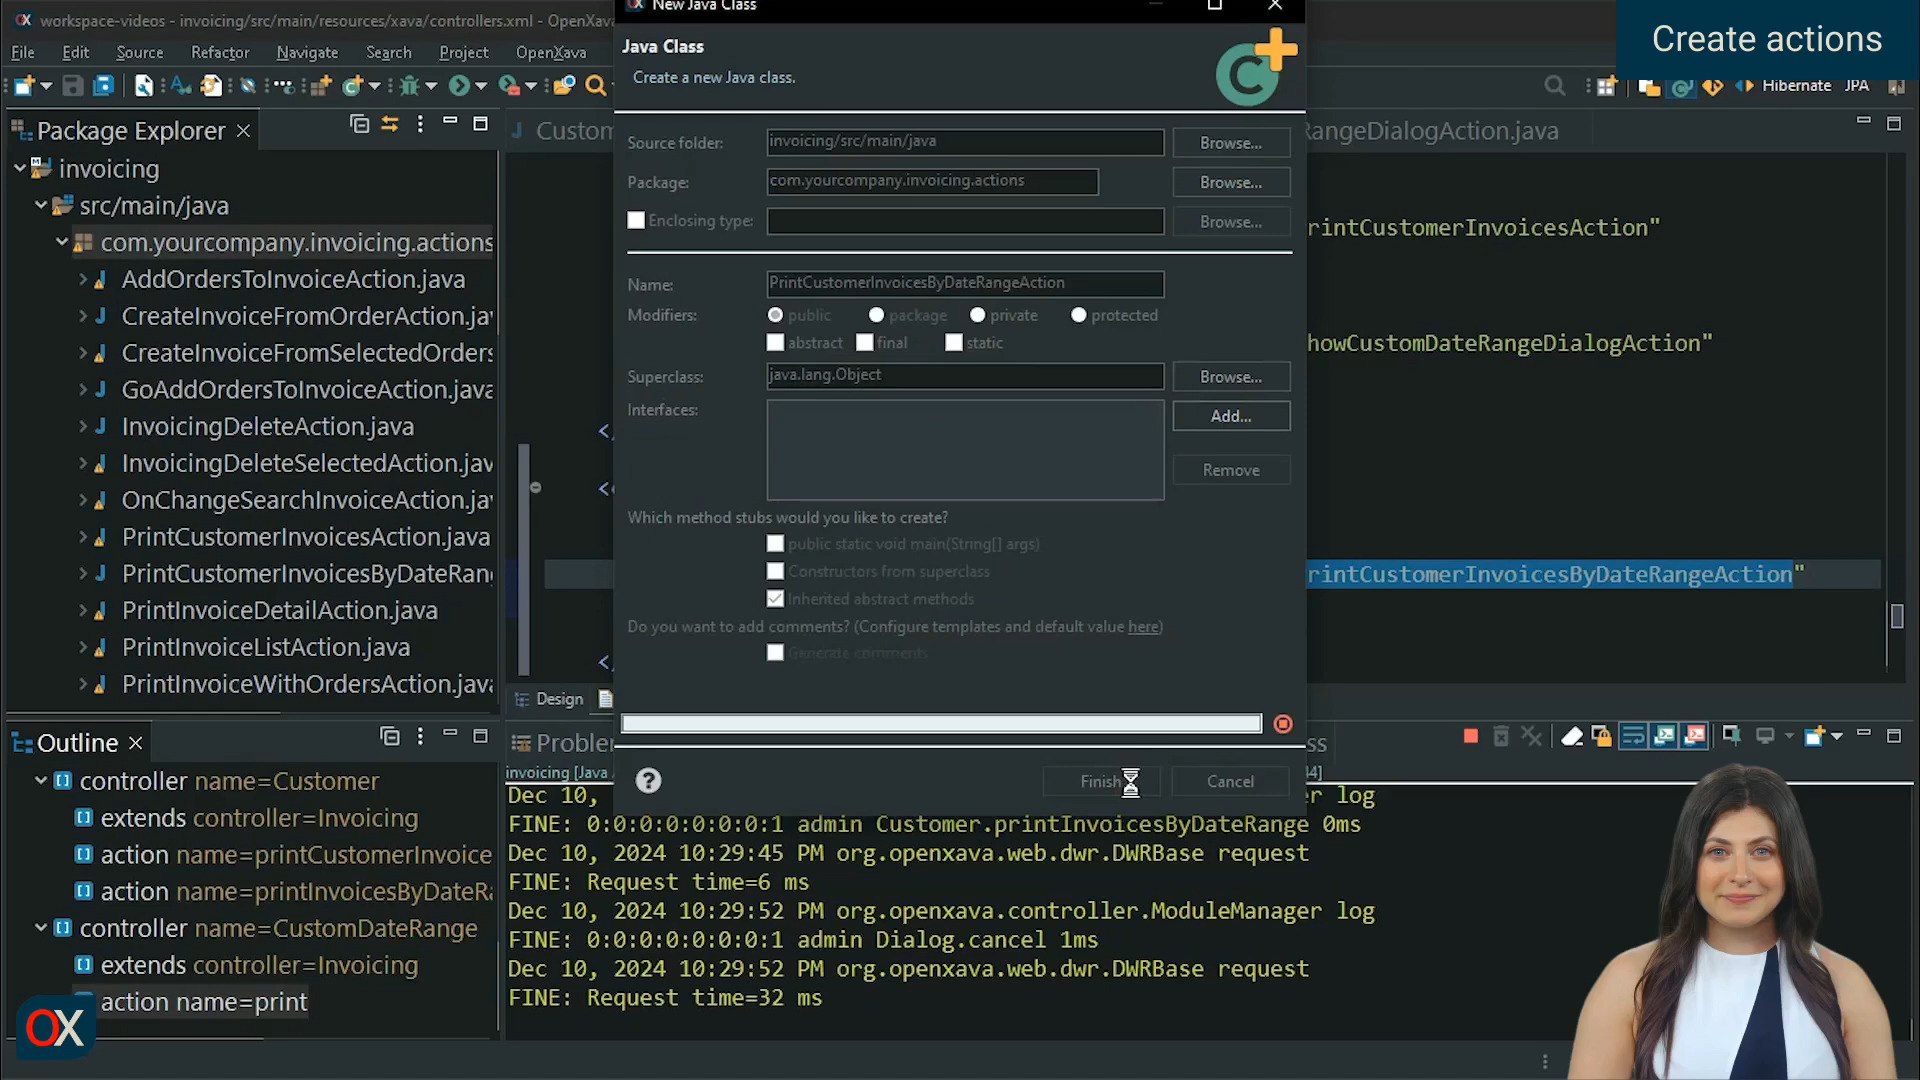 workspace-videos - invoicing/src/main/resources/xava/controllers.xml - OpenXava
New Java Class
Create actions
File Edit Source Refactor Navigate Search Project OpenXava
Java Class
Create a new Java class.
Hibernate JPA
Package Explorer
invoicing
src/main/java
com.yourcompany.invoicing.actions
AddOrdersToInvoiceAction.java
CreateInvoiceFromOrderAction.jav
CreateInvoiceFromSelectedOrders
GoAddOrdersToInvoiceAction.java
InvoicingDeleteAction.java
InvoicingDeleteSelectedAction.jav
OnChangeSearchInvoiceAction.jav
PrintCustomerInvoicesAction.java
PrintCustomerInvoicesByDateRan
PrintInvoiceDetailAction.java
PrintInvoiceListAction.java
PrintInvoiceWithOrdersAction.java
Custom
RangeDialogAction.java
rintCustomerInvoicesAction"
howCustomDateRangeDialogAction"
rintCustomerInvoicesByDateRangeAction"
</
<
</
Design
Source folder: invoicing/src/main/java Browse...
Package: com.yourcompany.invoicing.actions Browse...
Enclosing type: Browse...
Name: PrintCustomerInvoicesByDateRangeAction
Modifiers: public package private protected
abstract final static
Superclass: java.lang.Object Browse...
Interfaces: Add...
Remove
Which method stubs would you like to create?
public static void main(String[] args)
Constructors from superclass
Inherited abstract methods
Do you want to add comments? (Configure templates and default value here)
Generate comments
Finish Cancel
Outline
controller name=Customer
extends controller=Invoicing
action name=printCustomerInvoice
action name=printInvoicesByDateRa
controller name=CustomDateRange
extends controller=Invoicing
action name=print
Problem
ss
invoicing [Java
44]
Dec 10,
r log
FINE: 0:0:0:0:0:0:0:1 admin Customer.printInvoicesByDateRange 0ms
Dec 10, 2024 10:29:45 PM org.openxava.web.dwr.DWRBase request
FINE: Request time=6 ms
Dec 10, 2024 10:29:52 PM org.openxava.controller.ModuleManager log
FINE: 0:0:0:0:0:0:0:1 admin Dialog.cancel 1ms
Dec 10, 2024 10:29:52 PM org.openxava.web.dwr.DWRBase request
FINE: Request time=32 ms
OX